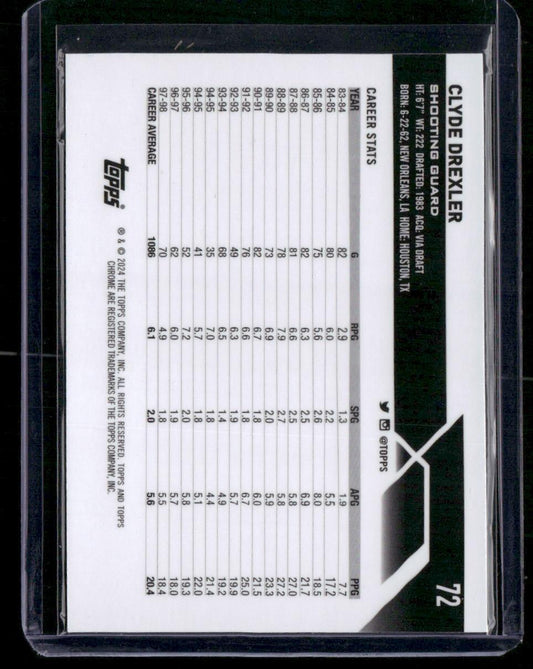 72
CLYDE DREXLER
SHOOTING GUARD
HT: 6'7" WT: 222 DRAFTED: 1983 ACQ: VIA DRAFT
BORN: 6-22-62, NEW ORLEANS, LA HOME: HOUSTON, TX
@TOPPS
CAREER STATS
YEAR G RPG SPG APG PPG
83-84 82 2.9 1.3 1.9 7.7
84-85 80 6.0 2.2 5.5 17.2
85-86 75 5.6 2.6 8.0 18.5
86-87 82 6.3 2.5 6.9 21.7
87-88 81 6.6 2.5 5.8 27.0
88-89 78 7.9 2.7 5.8 27.2
89-90 73 6.9 2.0 5.9 23.3
90-91 82 6.7 1.8 6.0 21.5
91-92 76 6.6 1.8 6.7 25.0
92-93 49 6.3 1.9 5.7 19.9
93-94 68 6.5 1.4 4.9 19.2
94-95 35 7.0 1.8 4.4 21.4
94-95 41 5.7 1.8 5.1 22.0
95-96 52 7.2 2.0 5.8 19.3
96-97 62 6.0 1.9 5.7 18.0
97-98 70 4.9 1.8 5.5 18.4
CAREER AVERAGE 1086 6.1 2.0 5.6 20.4
topps®
® & © 2024 THE TOPPS COMPANY, INC. ALL RIGHTS RESERVED. TOPPS AND TOPPS
CHROME ARE REGISTERED TRADEMARKS OF THE TOPPS COMPANY, INC.